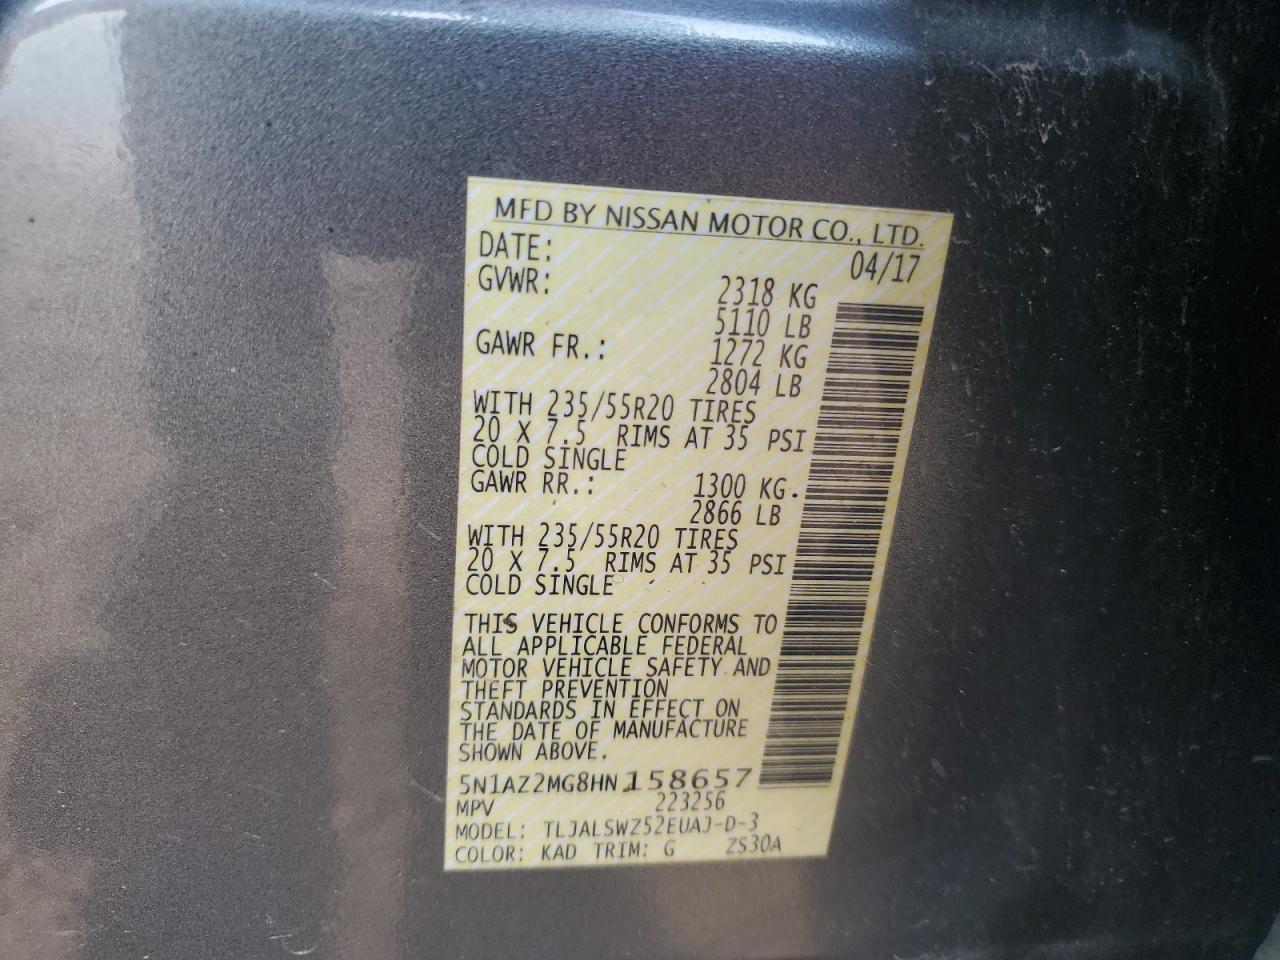 MFD BY NISSAN MOTOR CO., LTD.
DATE: 04/17
GVWR: 2318 KG
5110 LB
GAWR FR.: 1272 KG
2804 LB
WITH 235/55R20 TIRES
20 X 7.5 RIMS AT 35 PSI
COLD SINGLE
GAWR RR.: 1300 KG
2866 LB
WITH 235/55R20 TIRES
20 X 7.5 RIMS AT 35 PSI
COLD SINGLE
THIS VEHICLE CONFORMS TO
ALL APPLICABLE FEDERAL
MOTOR VEHICLE SAFETY AND
THEFT PREVENTION
STANDARDS IN EFFECT ON
THE DATE OF MANUFACTURE
SHOWN ABOVE.
5N1AZ2MG8HN158657
MPV 223256
MODEL: TLJALSWZ52EUAJ-D-3
COLOR: KAD TRIM: G ZS30A